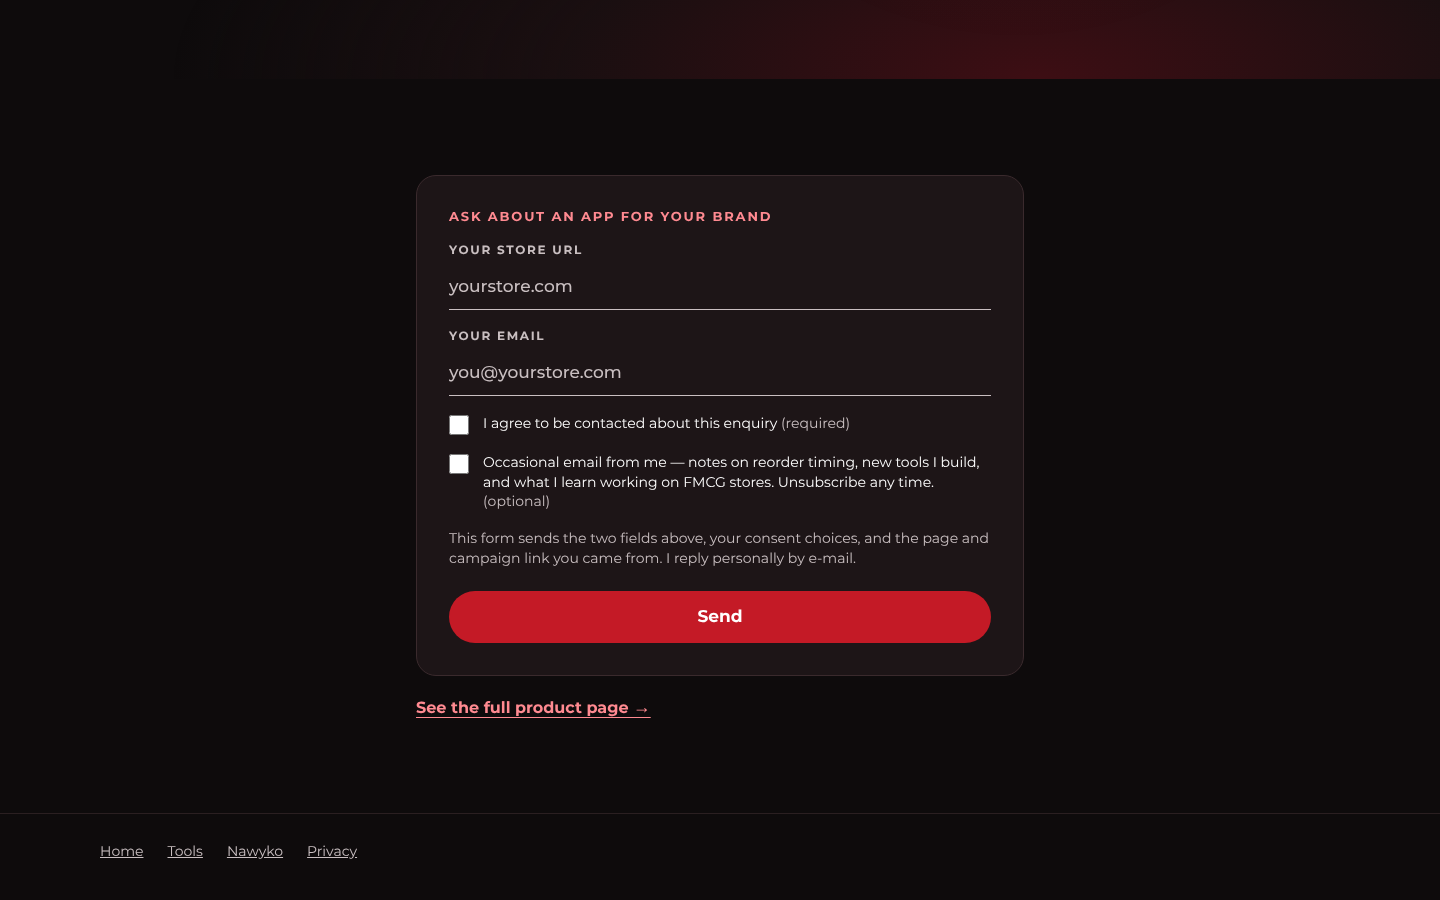 ASK ABOUT AN APP FOR YOUR BRAND
YOUR STORE URL
yourstore.com
YOUR EMAIL
you@yourstore.com
I agree to be contacted about this enquiry (required)
Occasional email from me — notes on reorder timing, new tools I build,
and what I learn working on FMCG stores. Unsubscribe any time.
(optional)
This form sends the two fields above, your consent choices, and the page and
campaign link you came from. I reply personally by e-mail.
Send
See the full product page →
Home Tools Nawyko Privacy